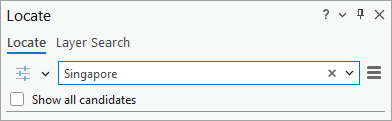 Locate
Locate Layer Search
Singapore
Show all candidates